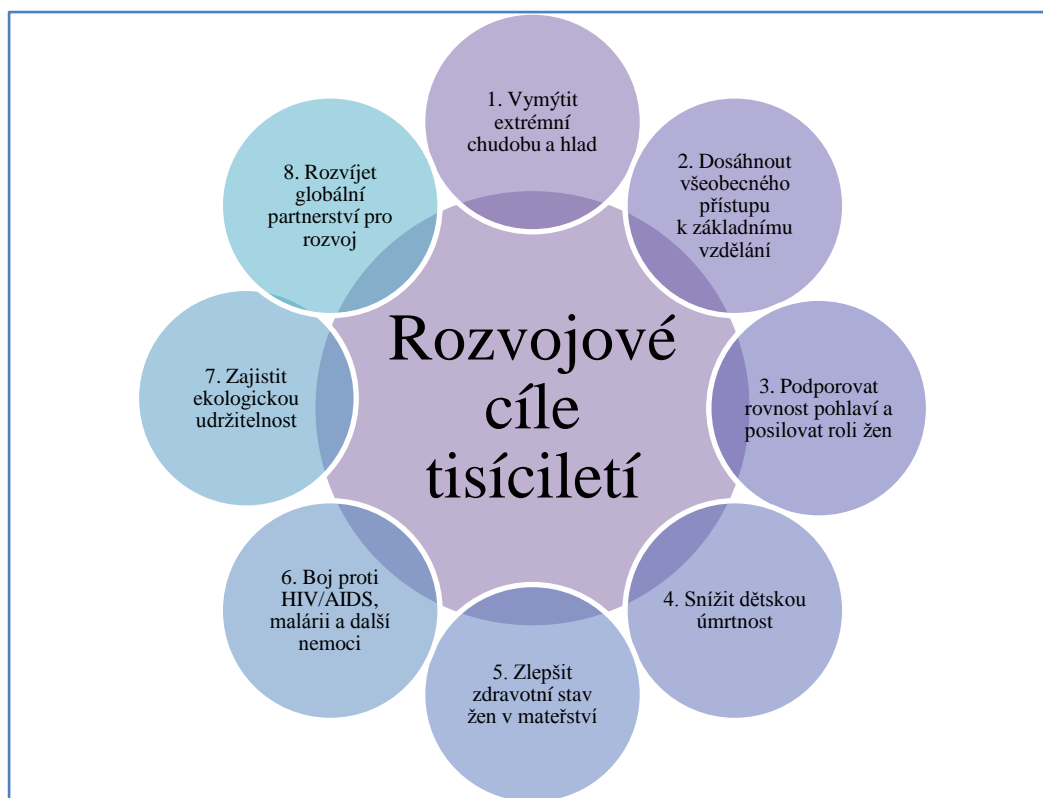 1. Vymýtit
extrémní
chudobu a hlad
2. Dosáhnout
všeobecného
přístupu
k základnímu
vzdělání
3. Podporovat
rovnost pohlaví a
posilovat roli žen
4. Snížit dětskou
úmrtnost
5. Zlepšit
zdravotní stav
žen v mateřství
6. Boj proti
HIV/AIDS,
malárii a další
nemoci
7. Zajistit
ekologickou
udržitelnost
8. Rozvíjet
globální
partnerství pro
rozvoj
Rozvojové
cíle
tisíciletí